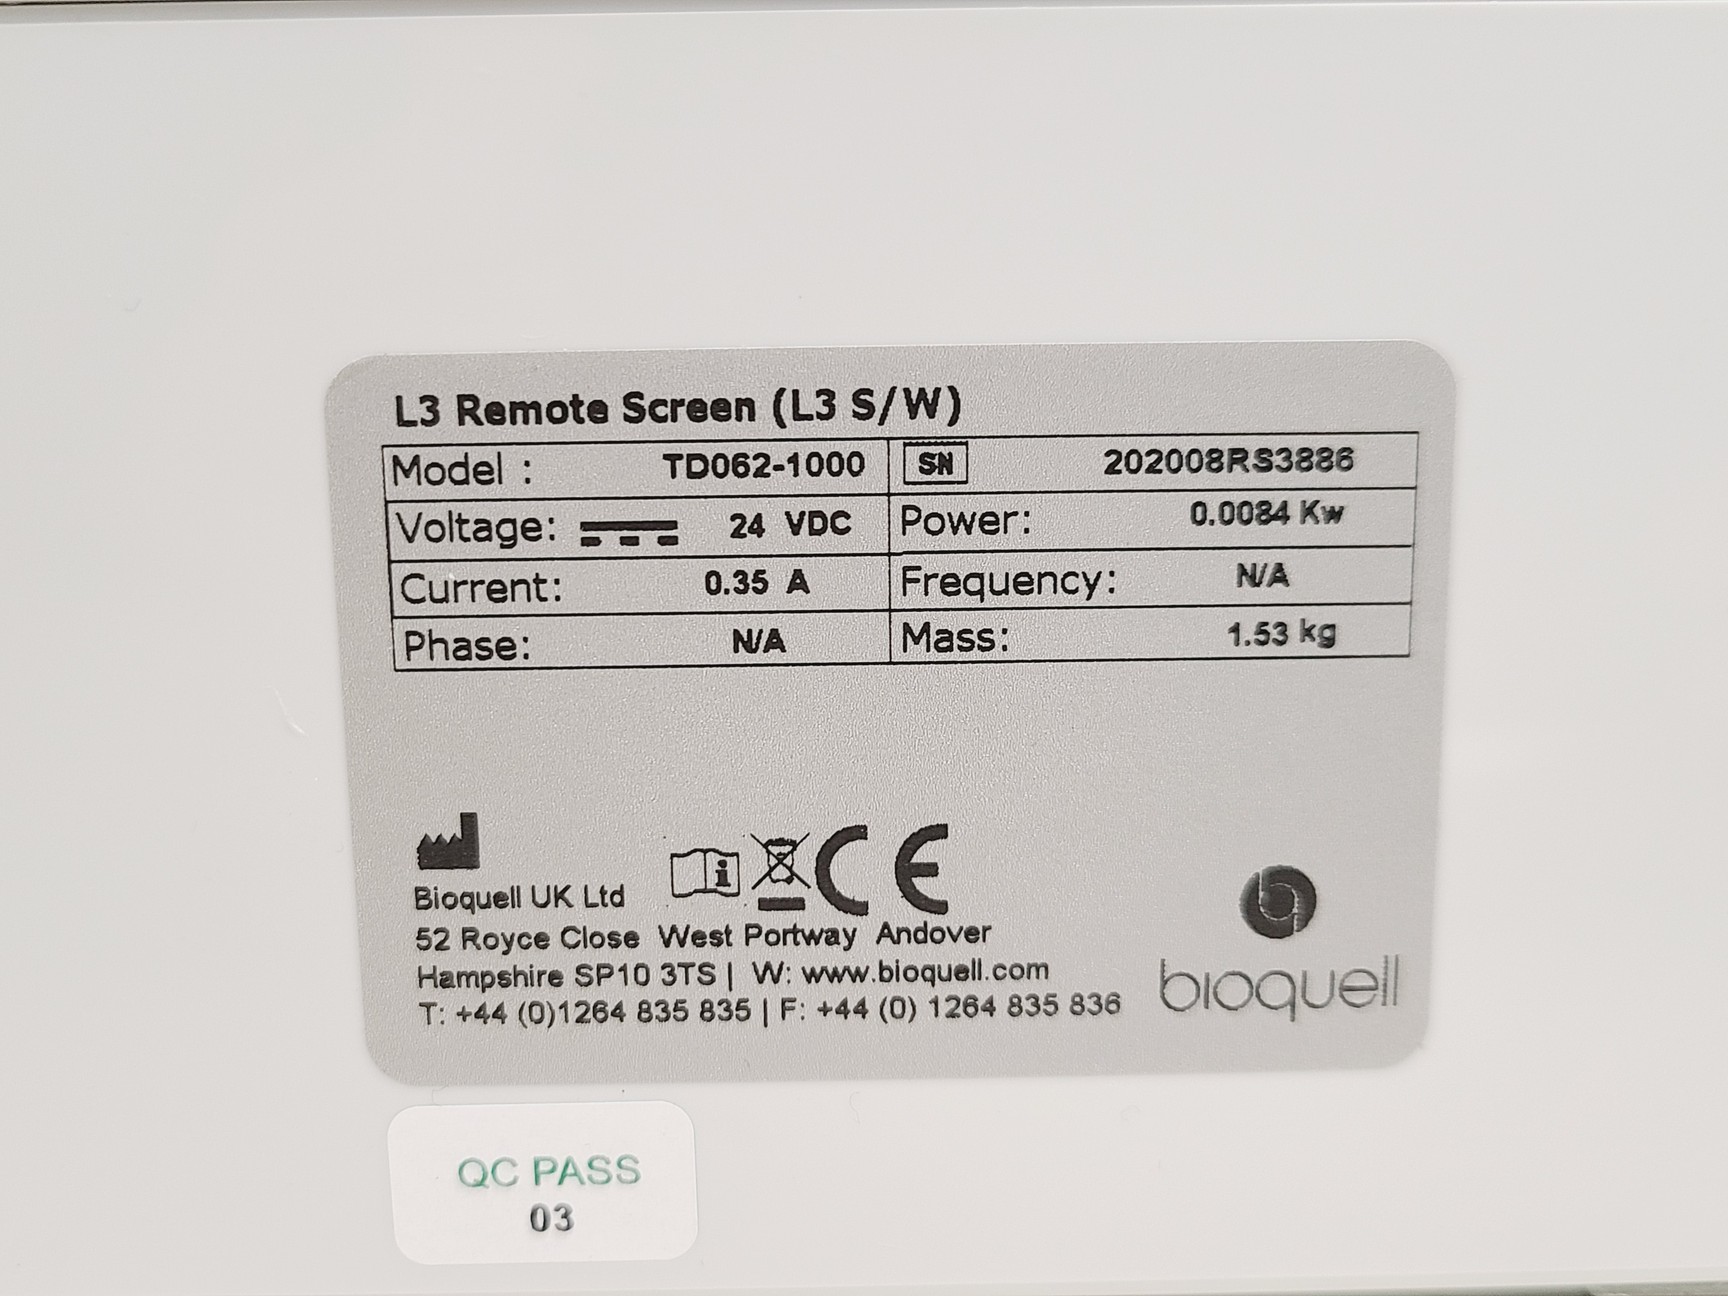 L3 Remote Screen (L3 S/W)
Model : TD062-1000 SN 202008RS3886
Voltage: 24 VDC Power: 0.0084 Kw
Current: 0.35 A Frequency: N/A
Phase: N/A Mass: 1.53 kg
CE
Bioquell UK Ltd
52 Royce Close West Portway Andover
Hampshire SP10 3TS | W: www.bioquell.com
T: +44 (0)1264 835 835 | F: +44 (0) 1264 835 836
bioquell
QC PASS
03